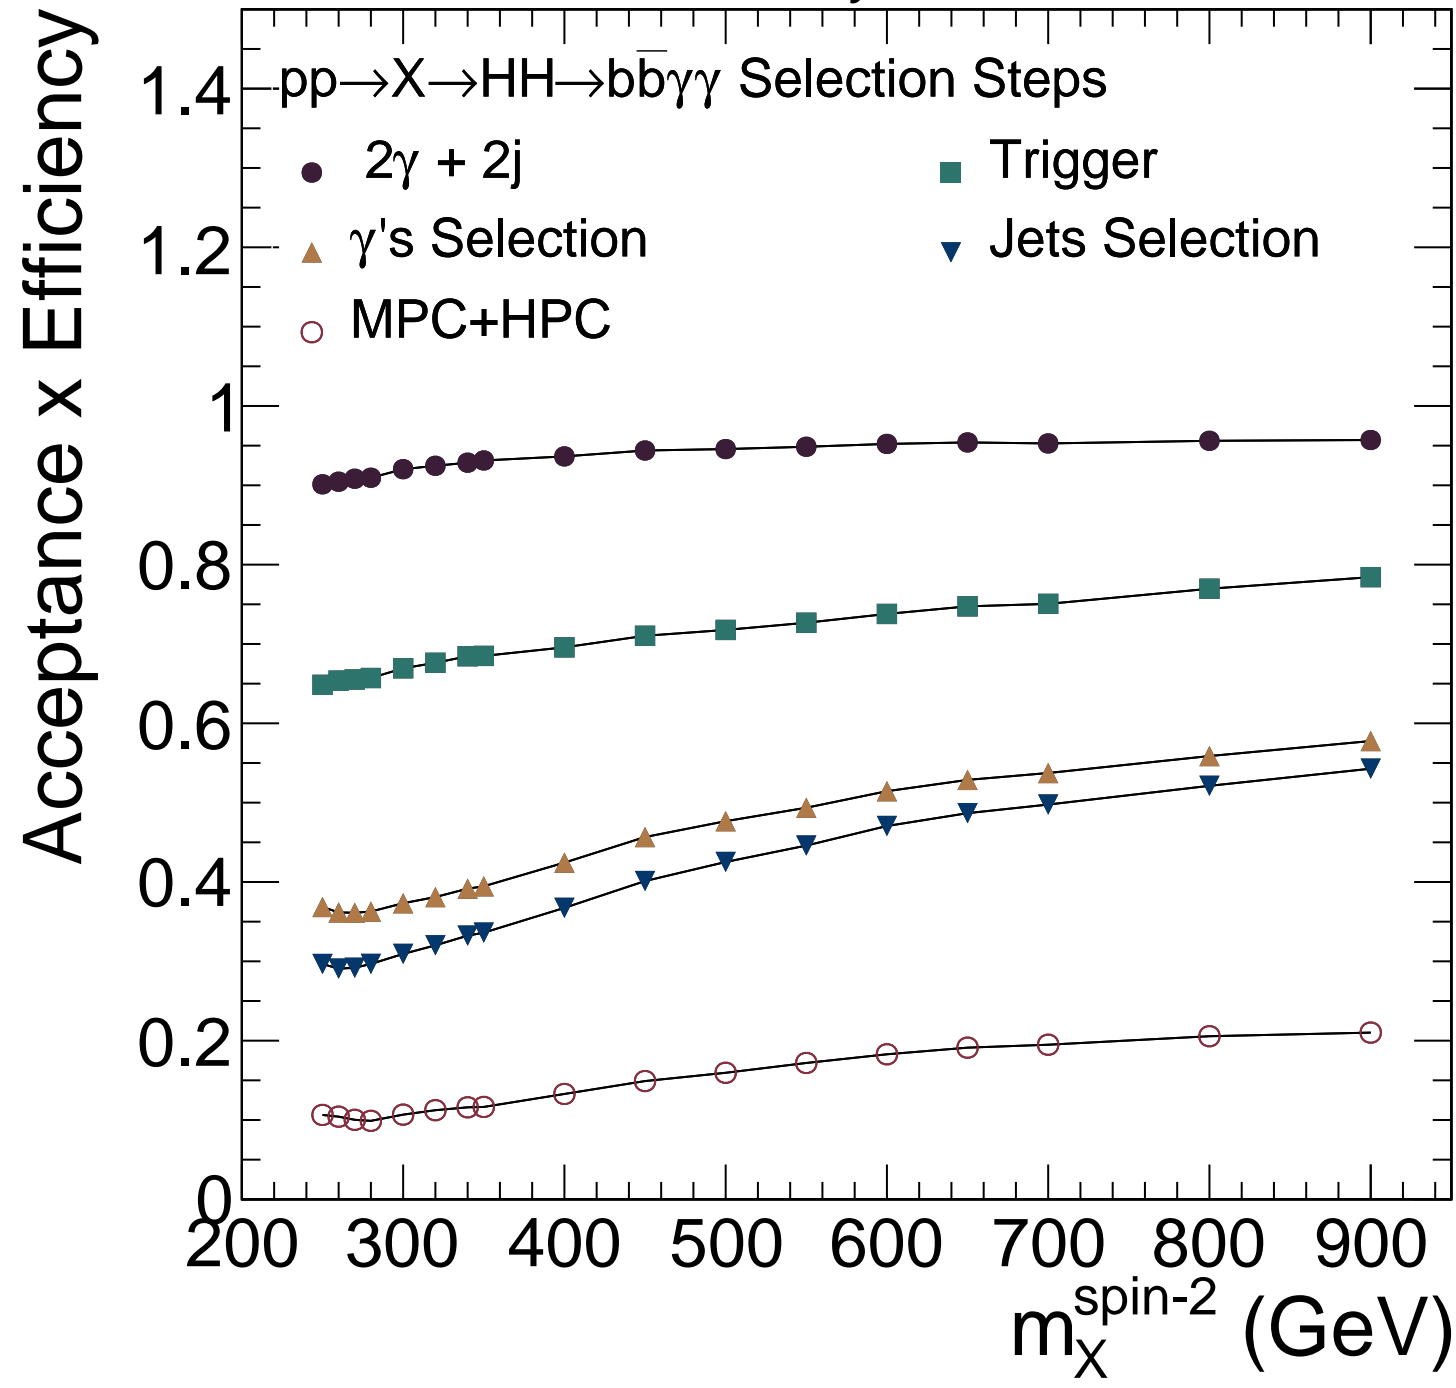 pp→X→HH→bb̅γγ Selection Steps
2γ + 2j
Trigger
γ's Selection
Jets Selection
MPC+HPC
Acceptance x Efficiency
1.4
1.2
1
0.8
0.6
0.4
0.2
0
200 300 400 500 600 700 800 900
m_X^spin-2 (GeV)